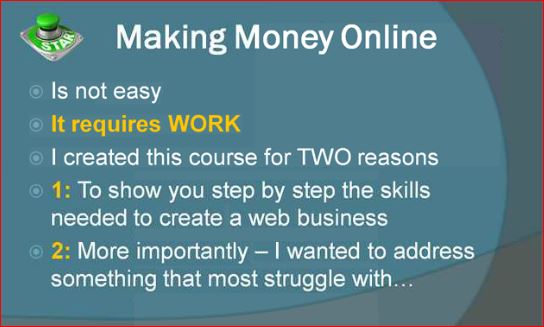 START
Making Money Online
Is not easy
It requires WORK
I created this course for TWO reasons
1: To show you step by step the skills
needed to create a web business
2: More importantly – I wanted to address
something that most struggle with…